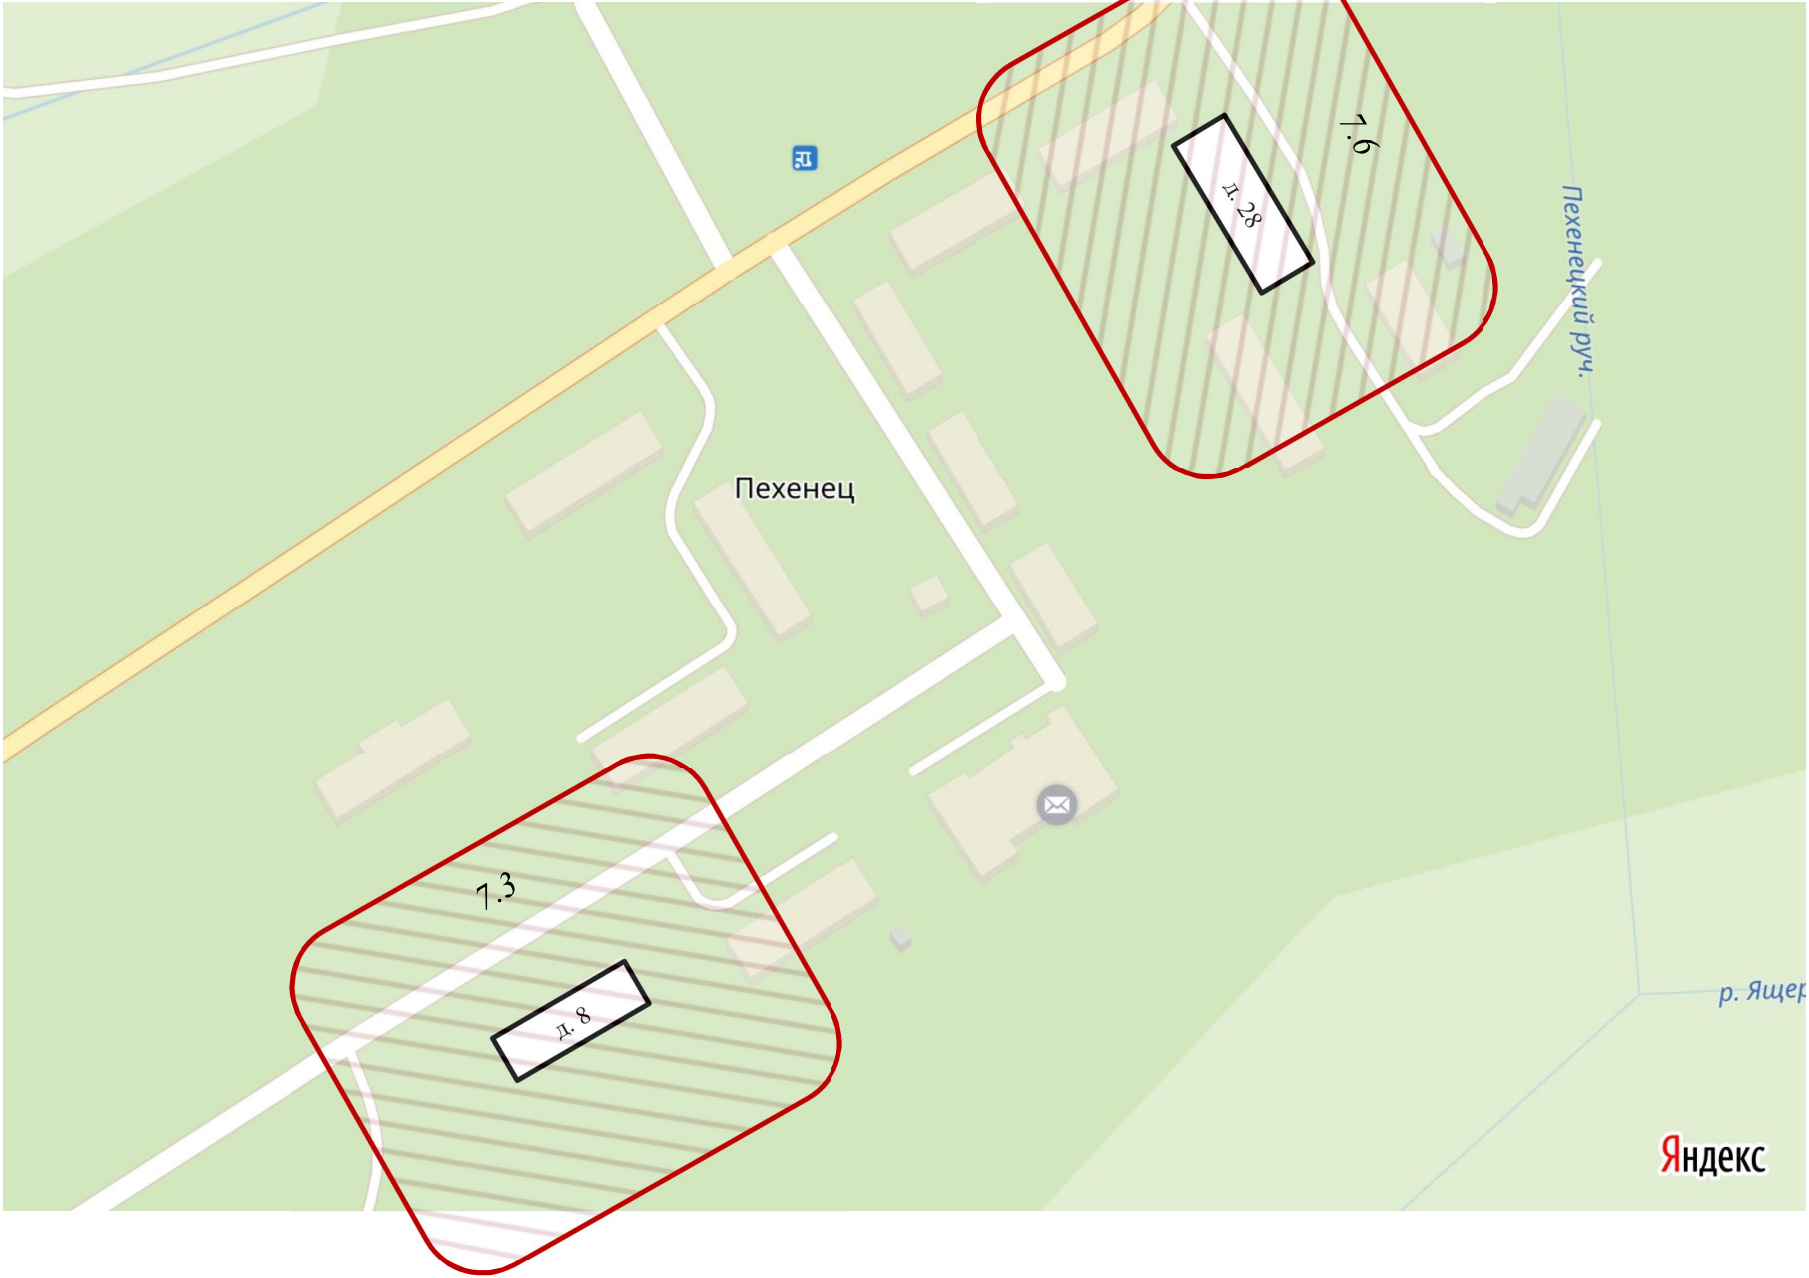 7.6
д. 28
Пехенецкий руч.
Пехенец
7.3
д. 8
р. Ящер
Яндекс